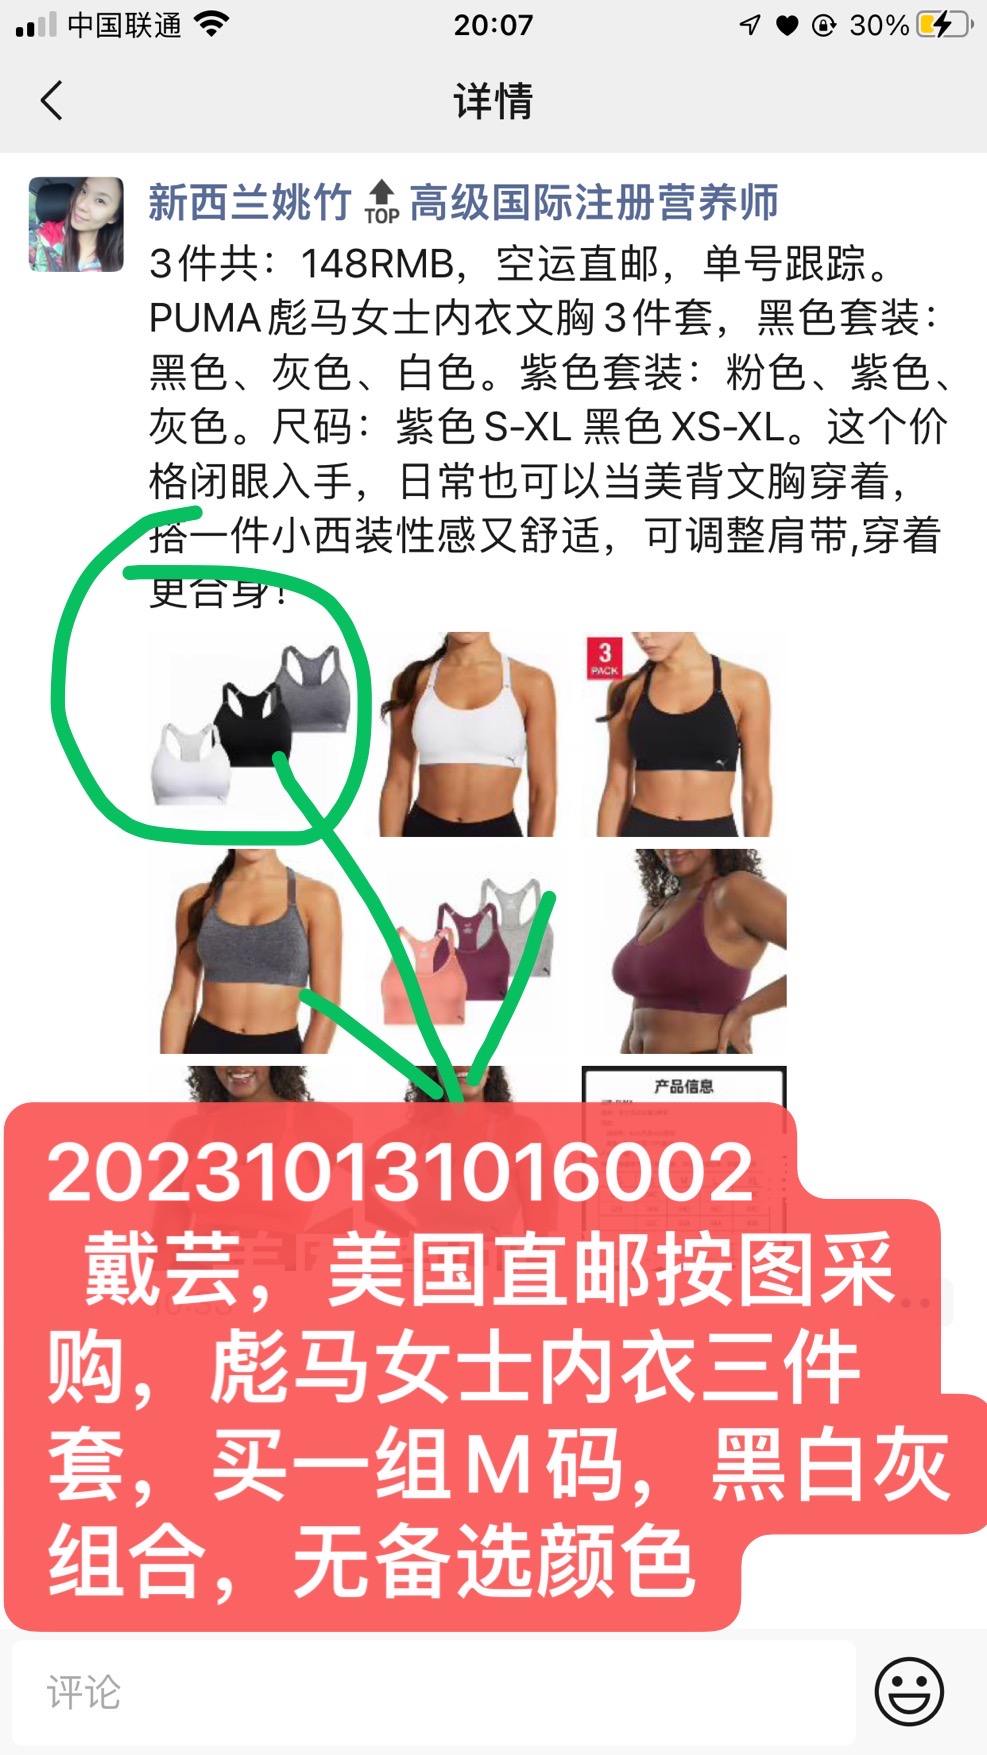 中国联通
20:07
30%
详情
新西兰姚竹 TOP 高级国际注册营养师
3件共：148RMB，空运直邮，单号跟踪。
PUMA彪马女士内衣文胸3件套，黑色套装：
黑色、灰色、白色。紫色套装：粉色、紫色、
灰色。尺码：紫色S-XL 黑色XS-XL。这个价
格闭眼入手，日常也可以当美背文胸穿着，
搭一件小西装性感又舒适，可调整肩带,穿着
更合身！
3
PACK
产品信息
202310131016002
戴芸，美国直邮按图采
购，彪马女士内衣三件
套，买一组M码，黑白灰
组合，无备选颜色
评论